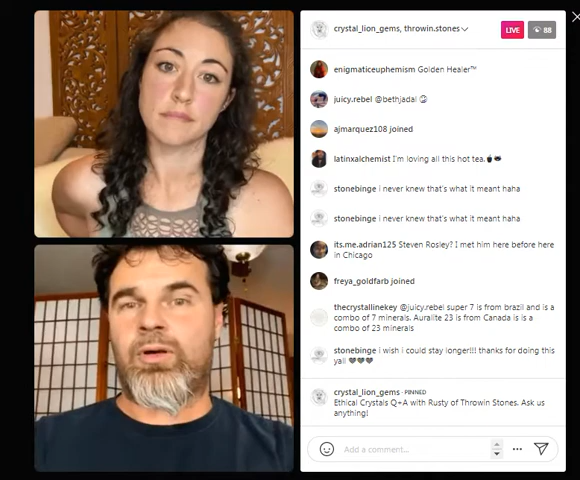 crystal_lion_gems, throwin.stones
LIVE
88
enigmaticeuphemism Golden Healer™
juicy.rebel @bethjadai
ajmarquez108 joined
latinxalchemist I'm loving all this hot tea.
stonebinge i never knew that's what it meant haha
stonebinge i never knew that's what it meant haha
its.me.adrian125 Steven Rosley? I met him here before here
in Chicago
freya_goldfarb joined
thecrystallinekey @juicy.rebel super 7 is from brazil and is a
combo of 7 minerals. Auralite 23 is from Canada is is a
combo of 23 minerals
stonebinge i wish i could stay longer!!! thanks for doing this
yall 🖤🖤🖤
crystal_lion_gems · PINNED
Ethical Crystals Q+A with Rusty of Throwin Stones. Ask us
anything!
Add a comment...